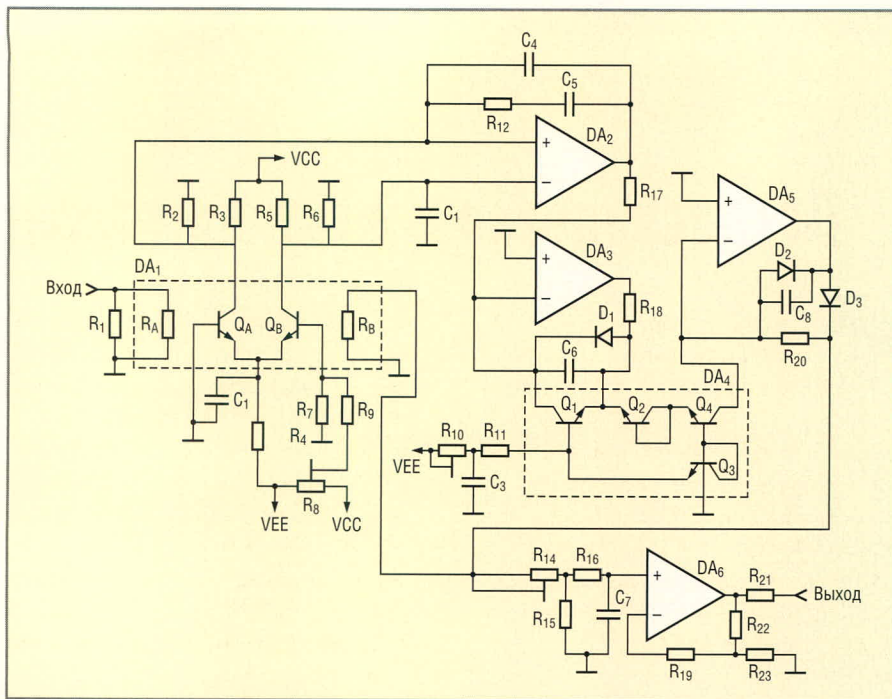 C4
C5
R12
DA2
VCC
R2
R3
R5
R6
C1
R17
DA5
DA3
D2
C8
D3
R20
DA1
Вход
R1
RA
QA
QB
RB
R18
D1
C6
DA4
Q1
Q2
Q4
Q3
C1
R7
R4
R9
R10
R11
VEE
C3
R8
VEE
VCC
R14
R16
DA6
R21
Выход
R15
C7
R22
R19
R23